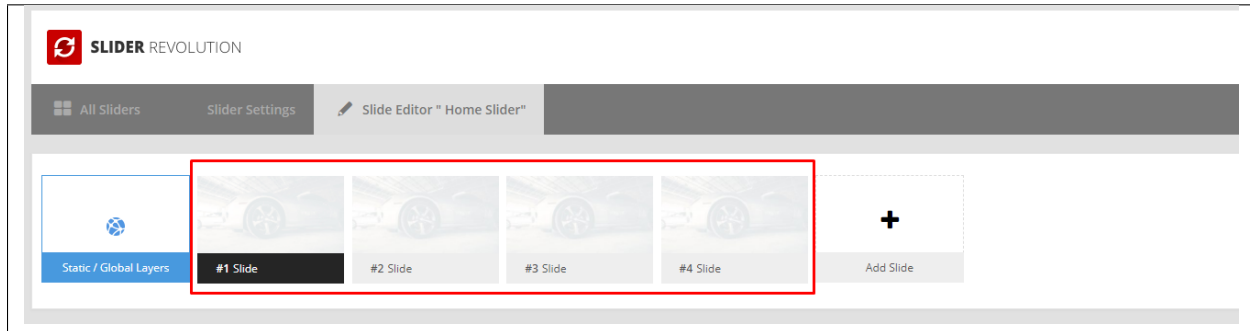 SLIDER REVOLUTION
All Sliders
Slider Settings
Slide Editor " Home Slider"
Static / Global Layers
#1 Slide
#2 Slide
#3 Slide
#4 Slide
Add Slide